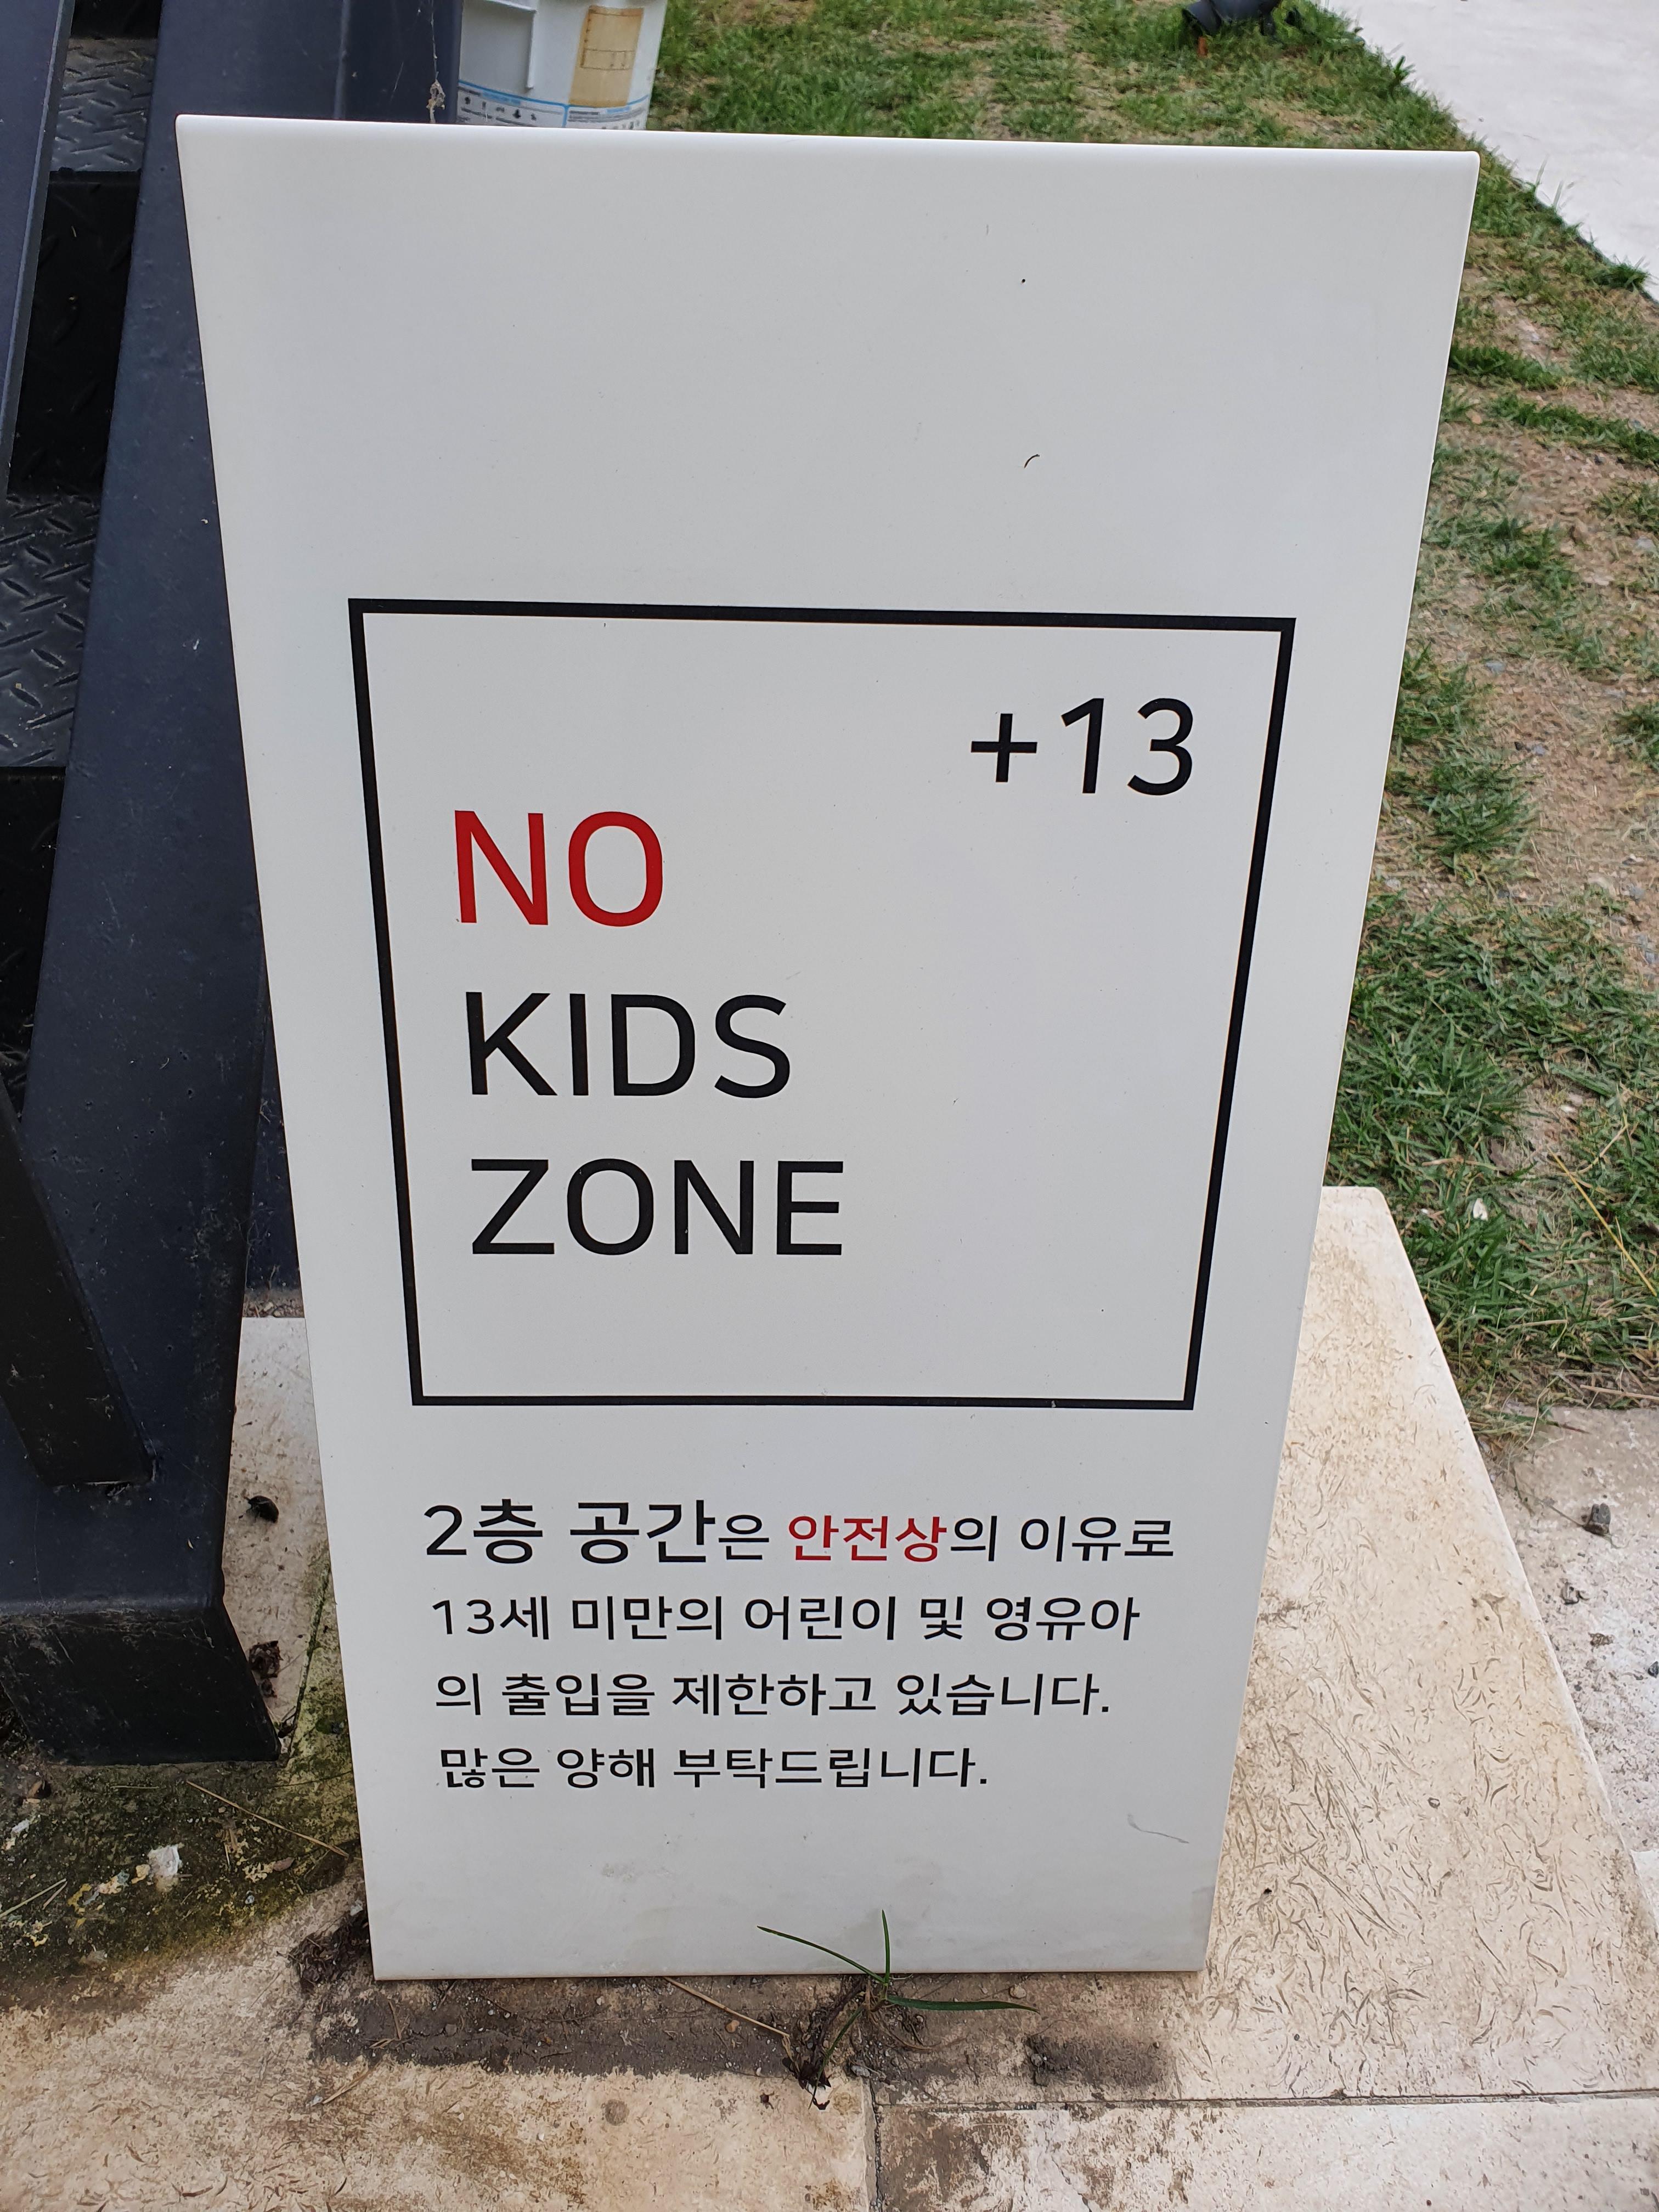 +13
NO
KIDS
ZONE
2층 공간은 안전상의 이유로
13세 미만의 어린이 및 영유아
의 출입을 제한하고 있습니다.
많은 양해 부탁드립니다.